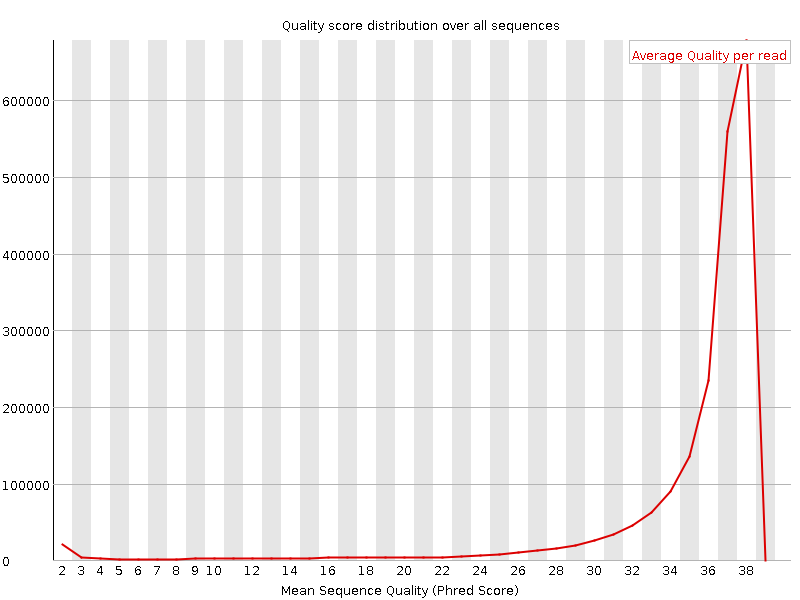 Quality score distribution over all sequences
Average Quality per read
600000
500000
400000
300000
200000
100000
0
2 3 4 5 6 7 8 9 10 12 14 16 18 20 22 24 26 28 30 32 34 36 38
Mean Sequence Quality (Phred Score)